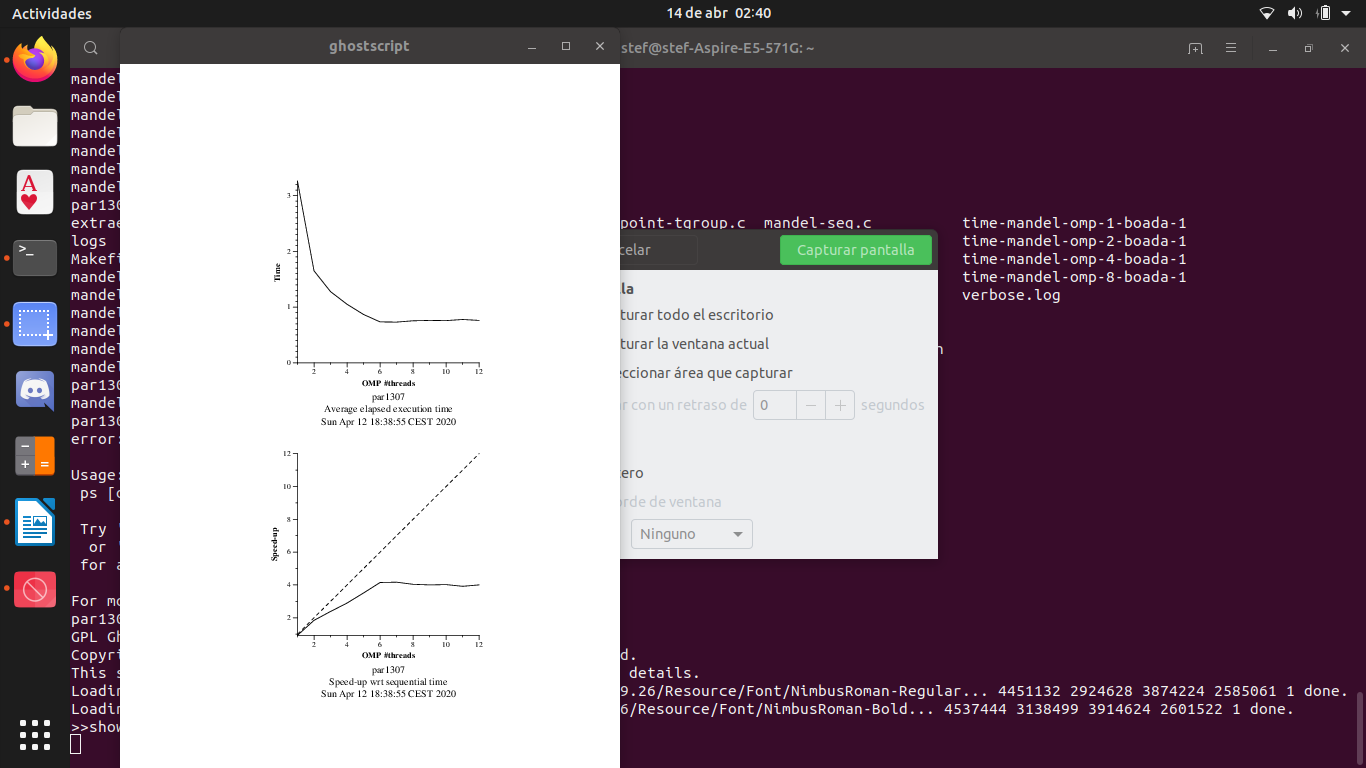 Actividades
14 de abr 02:40
ghostscript
stef@stef-Aspire-E5-571G: ~
mandel
mandel
mandel
mandel
mandel
mandel
mandel
par130
extrae
point-tgroup.c mandel-seq.c time-mandel-omp-1-boada-1
logs
time-mandel-omp-2-boada-1
Makefi
time-mandel-omp-4-boada-1
mandel
time-mandel-omp-8-boada-1
mandel
verbose.log
mandel
mandel
mandel
mandel
par130
mandel
par130
error:
Usage:
ps [
Try '
or '
for a
For mo
par130
GPL Gh
Copyri
d.
This s
details.
Loadin
9.26/Resource/Font/NimbusRoman-Regular... 4451132 2924628 3874224 2585061 1 done.
Loadin
6/Resource/Font/NimbusRoman-Bold... 4537444 3138499 3914624 2601522 1 done.
>>show
3
2
1
0
Time
2 4 6 8 10 12
OMP #threads
par1307
Average elapsed execution time
Sun Apr 12 18:38:55 CEST 2020
12
10
8
6
4
2
Speed-up
2 4 6 8 10 12
OMP #threads
par1307
Speed-up wrt sequential time
Sun Apr 12 18:38:55 CEST 2020
celar
Capturar pantalla
la
turar todo el escritorio
turar la ventana actual
eccionar área que capturar
ar con un retraso de 0 − + segundos
tero
orde de ventana
Ninguno